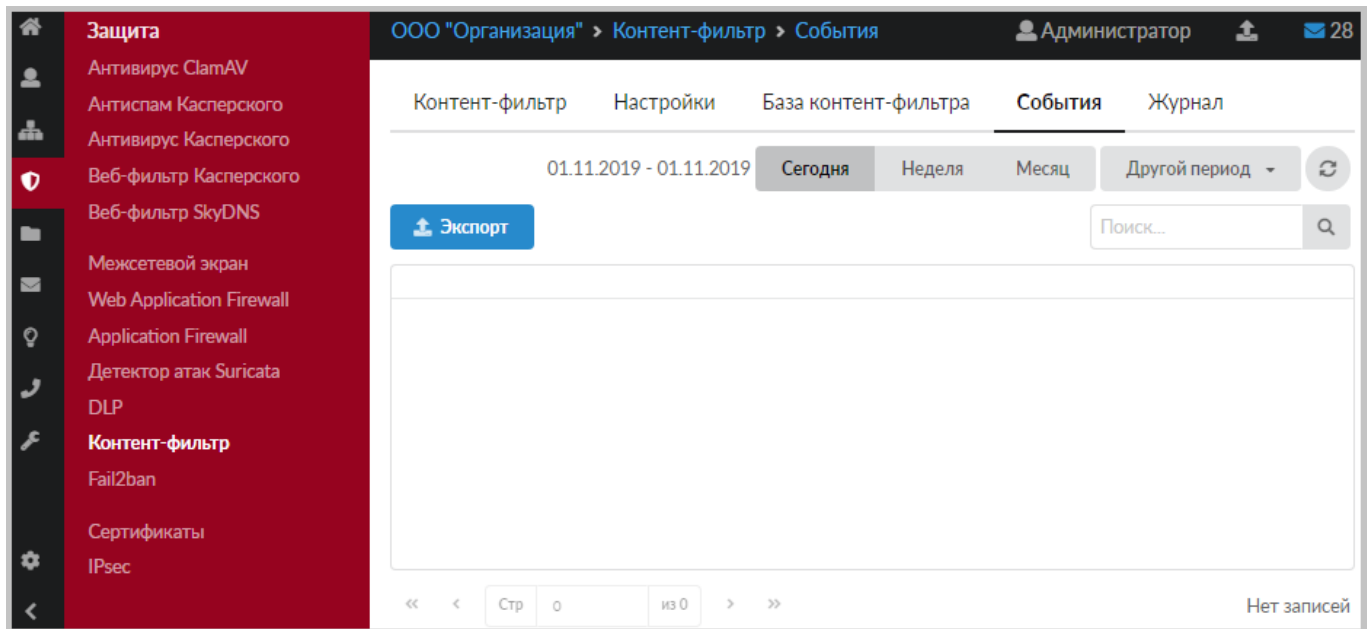 Защита
Антивирус ClamAV
Антиспам Касперского
Антивирус Касперского
Веб-фильтр Касперского
Веб-фильтр SkyDNS
Межсетевой экран
Web Application Firewall
Application Firewall
Детектор атак Suricata
DLP
Контент-фильтр
Fail2ban
Сертификаты
IPsec
ООО "Организация" > Контент-фильтр > События Администратор 28
Контент-фильтр Настройки База контент-фильтра События Журнал
01.11.2019 - 01.11.2019 Сегодня Неделя Месяц Другой период
Экспорт Поиск...
Стр 0 из 0 Нет записей